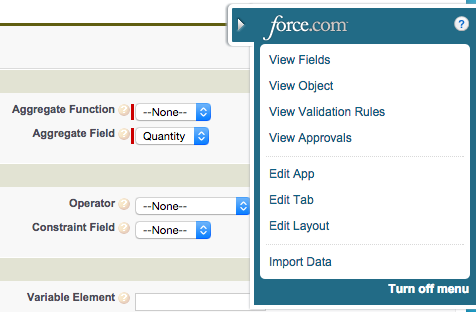 force.com
?
View Fields
View Object
View Validation Rules
View Approvals
Edit App
Edit Tab
Edit Layout
Import Data
Turn off menu
Aggregate Function ? --None--
Aggregate Field ? Quantity
Operator ? --None--
Constraint Field ? --None--
Variable Element ?